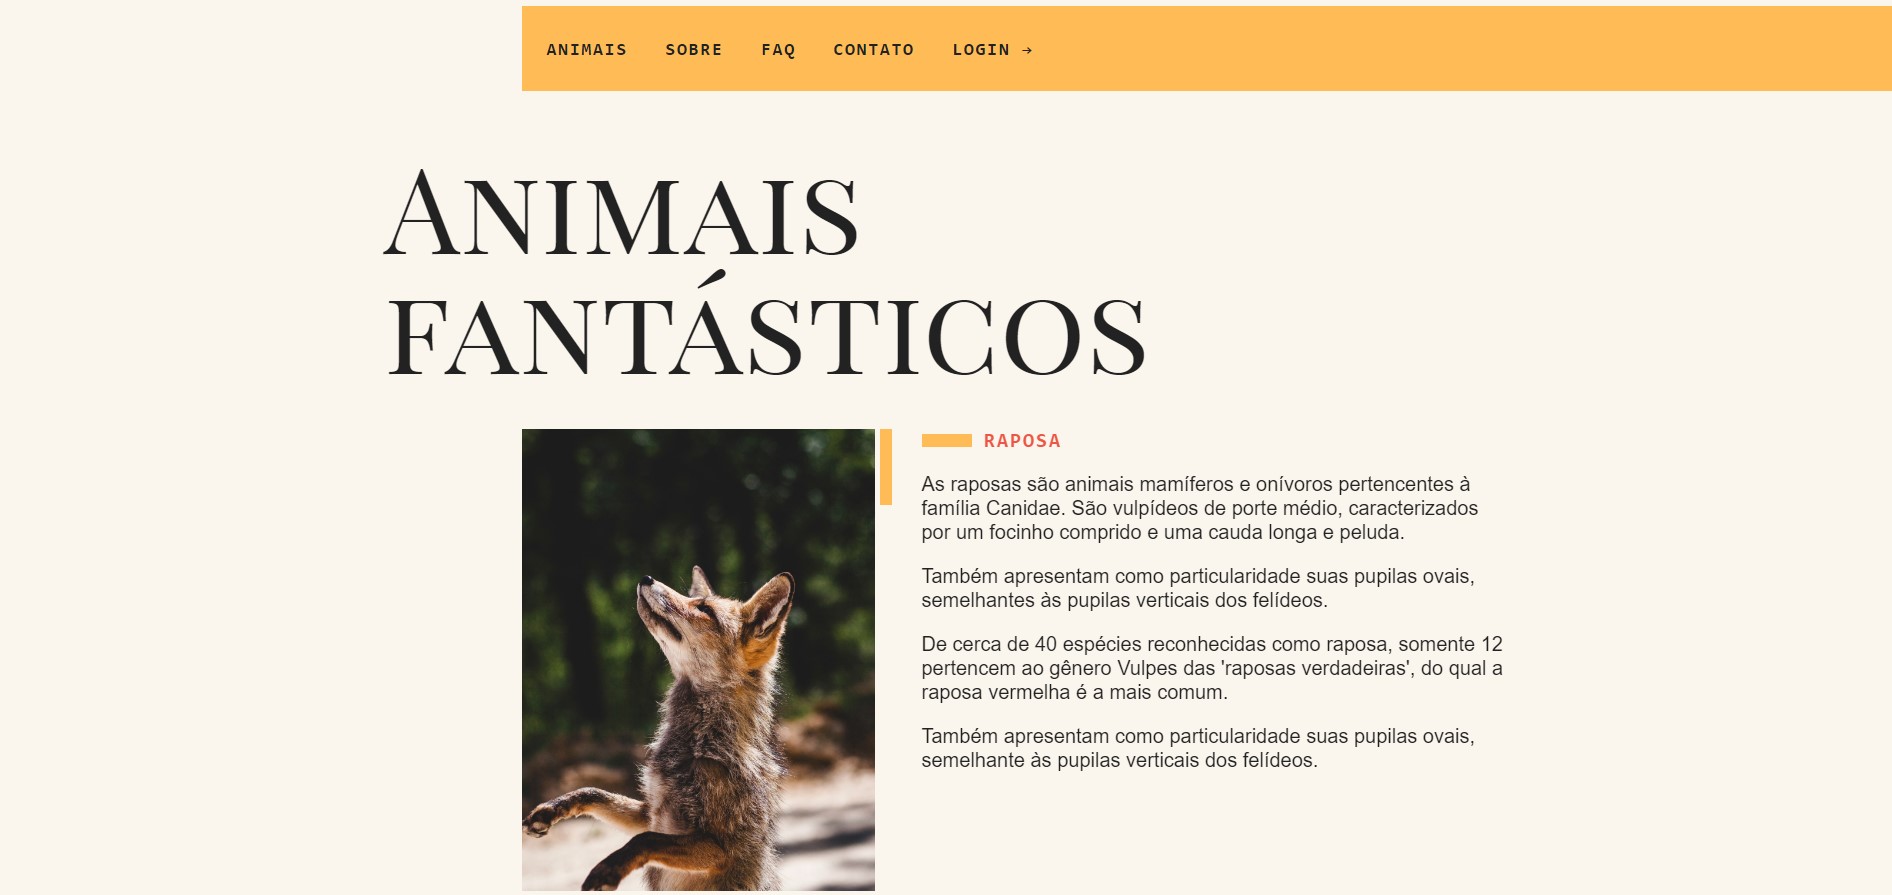 ANIMAIS SOBRE FAQ CONTATO LOGIN →
ANIMAIS
FANTÁSTICOS
RAPOSA
As raposas são animais mamíferos e onívoros pertencentes à
família Canidae. São vulpídeos de porte médio, caracterizados
por um focinho comprido e uma cauda longa e peluda.
Também apresentam como particularidade suas pupilas ovais,
semelhantes às pupilas verticais dos felídeos.
De cerca de 40 espécies reconhecidas como raposa, somente 12
pertencem ao gênero Vulpes das 'raposas verdadeiras', do qual a
raposa vermelha é a mais comum.
Também apresentam como particularidade suas pupilas ovais,
semelhante às pupilas verticais dos felídeos.